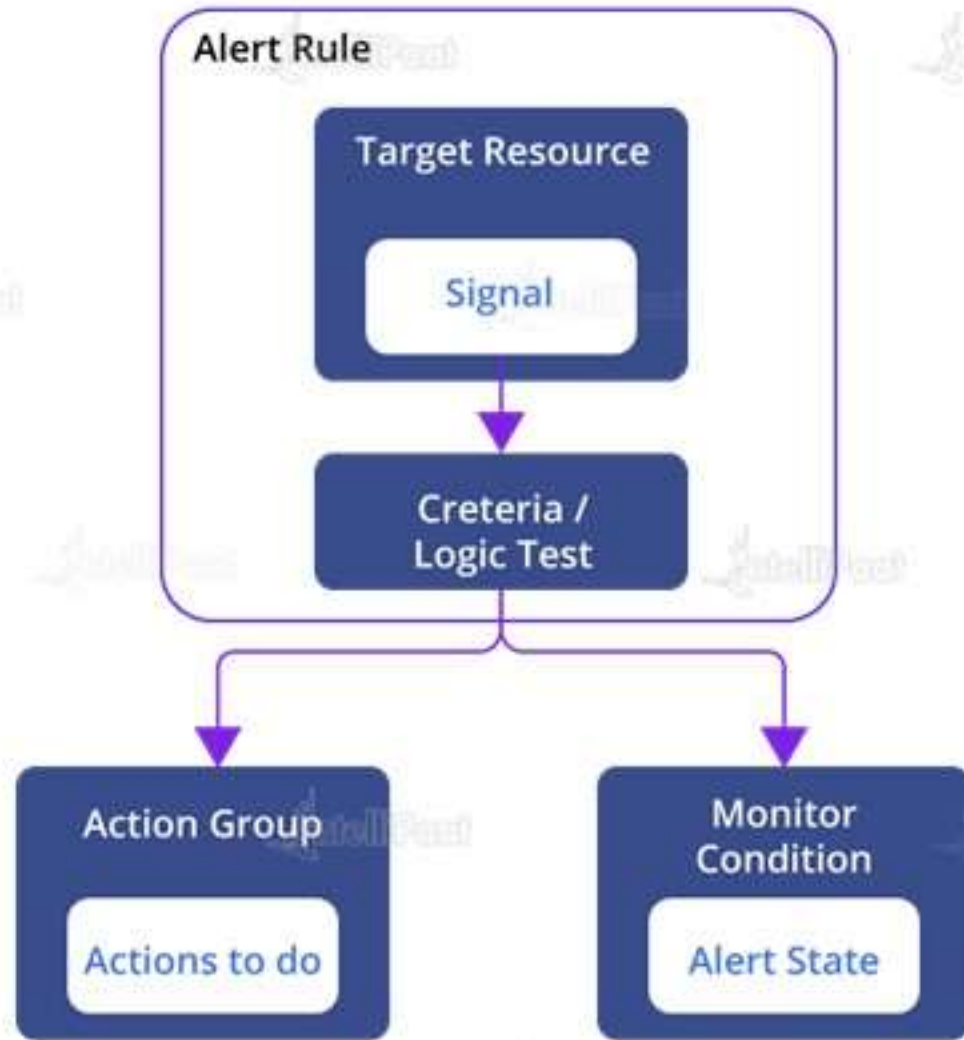 Alert Rule
Target Resource
Signal
Creteria /
Logic Test
Action Group
Actions to do
Monitor
Condition
Alert State